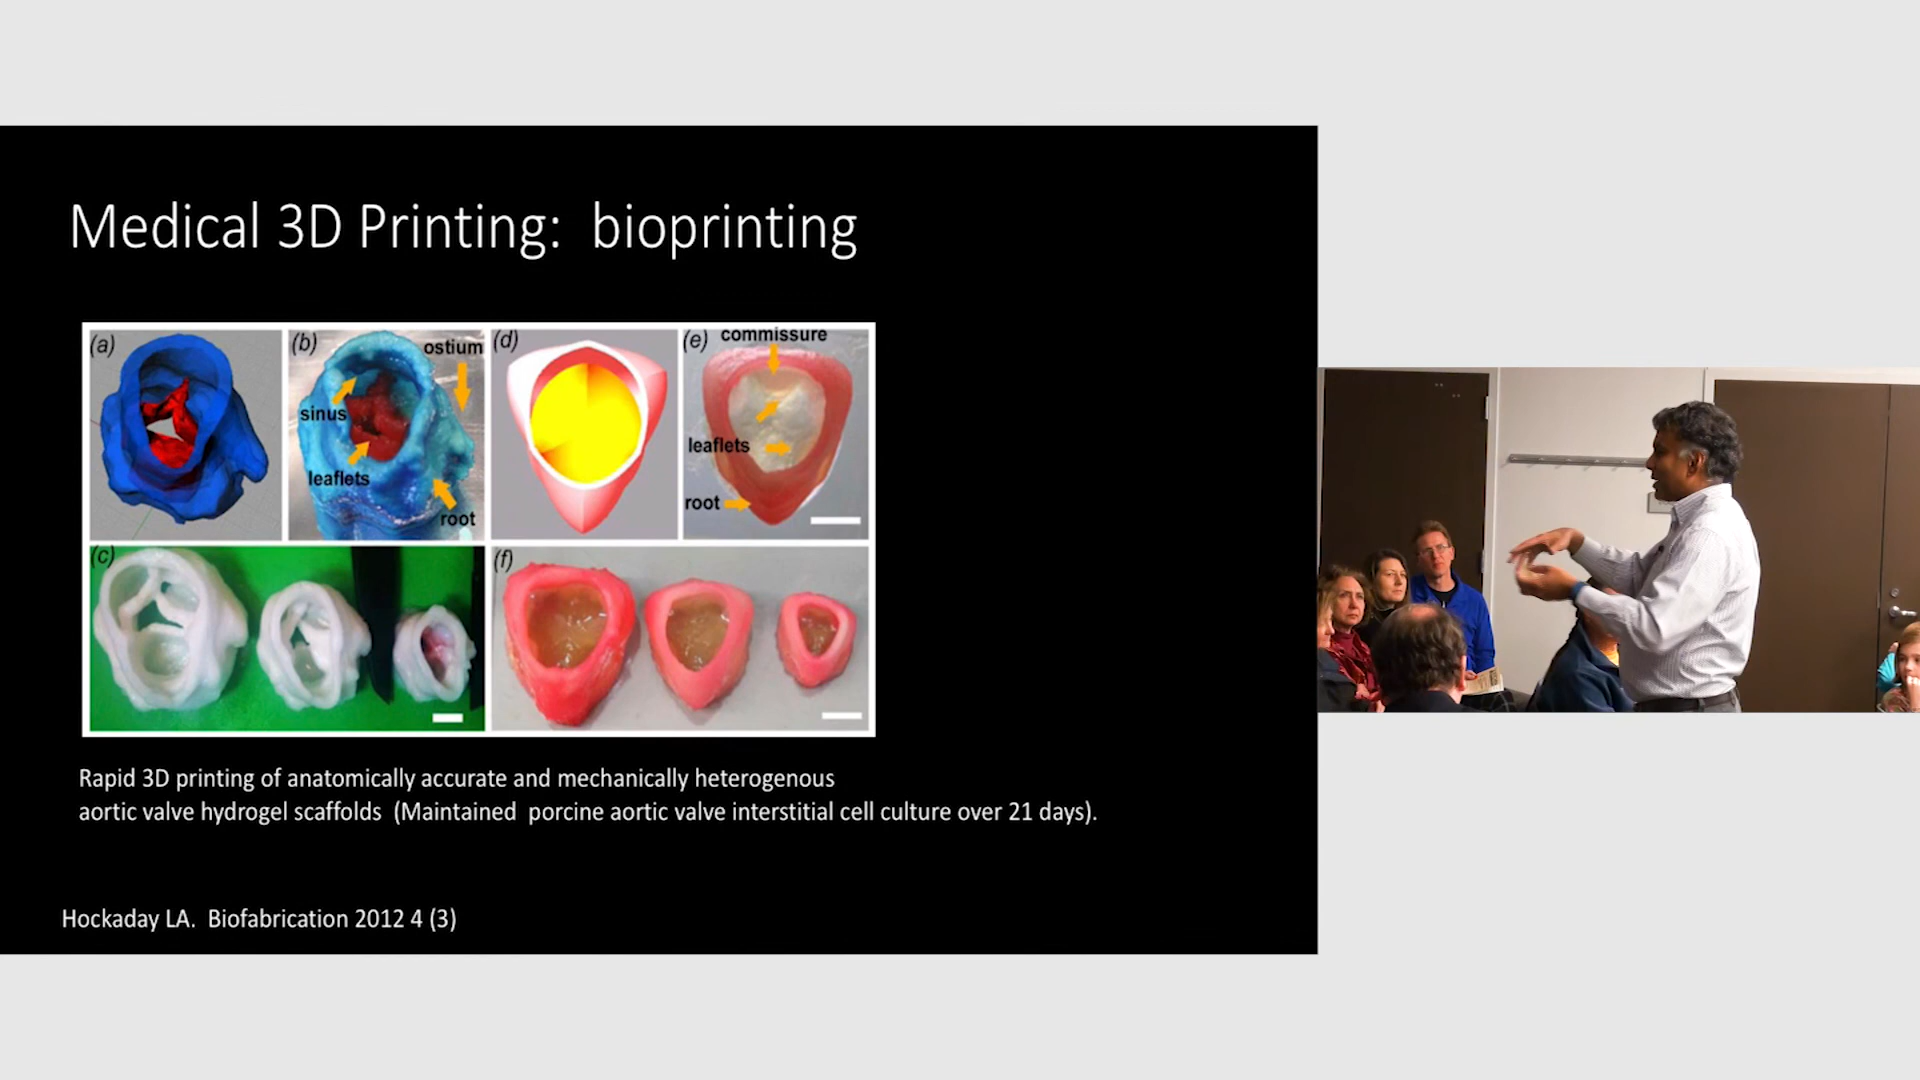 Medical 3D Printing: bioprinting
(a)
(b)
ostium
sinus
leaflets
root
(d)
(e)
commissure
leaflets
root
(c)
(f)
Rapid 3D printing of anatomically accurate and mechanically heterogenous
aortic valve hydrogel scaffolds (Maintained porcine aortic valve interstitial cell culture over 21 days).
Hockaday LA. Biofabrication 2012 4 (3)